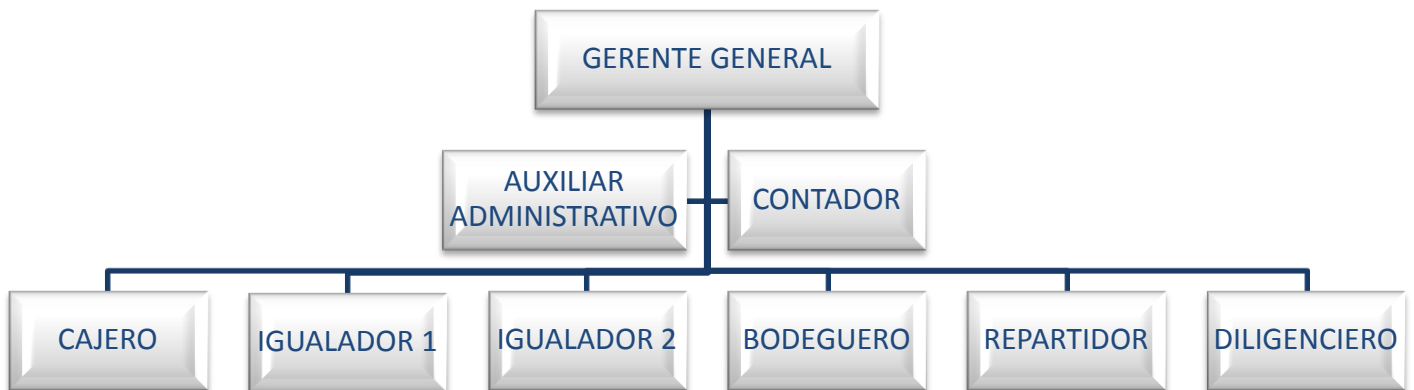 GERENTE GENERAL
AUXILIAR
ADMINISTRATIVO
CONTADOR
CAJERO
IGUALADOR 1
IGUALADOR 2
BODEGUERO
REPARTIDOR
DILIGENCIERO